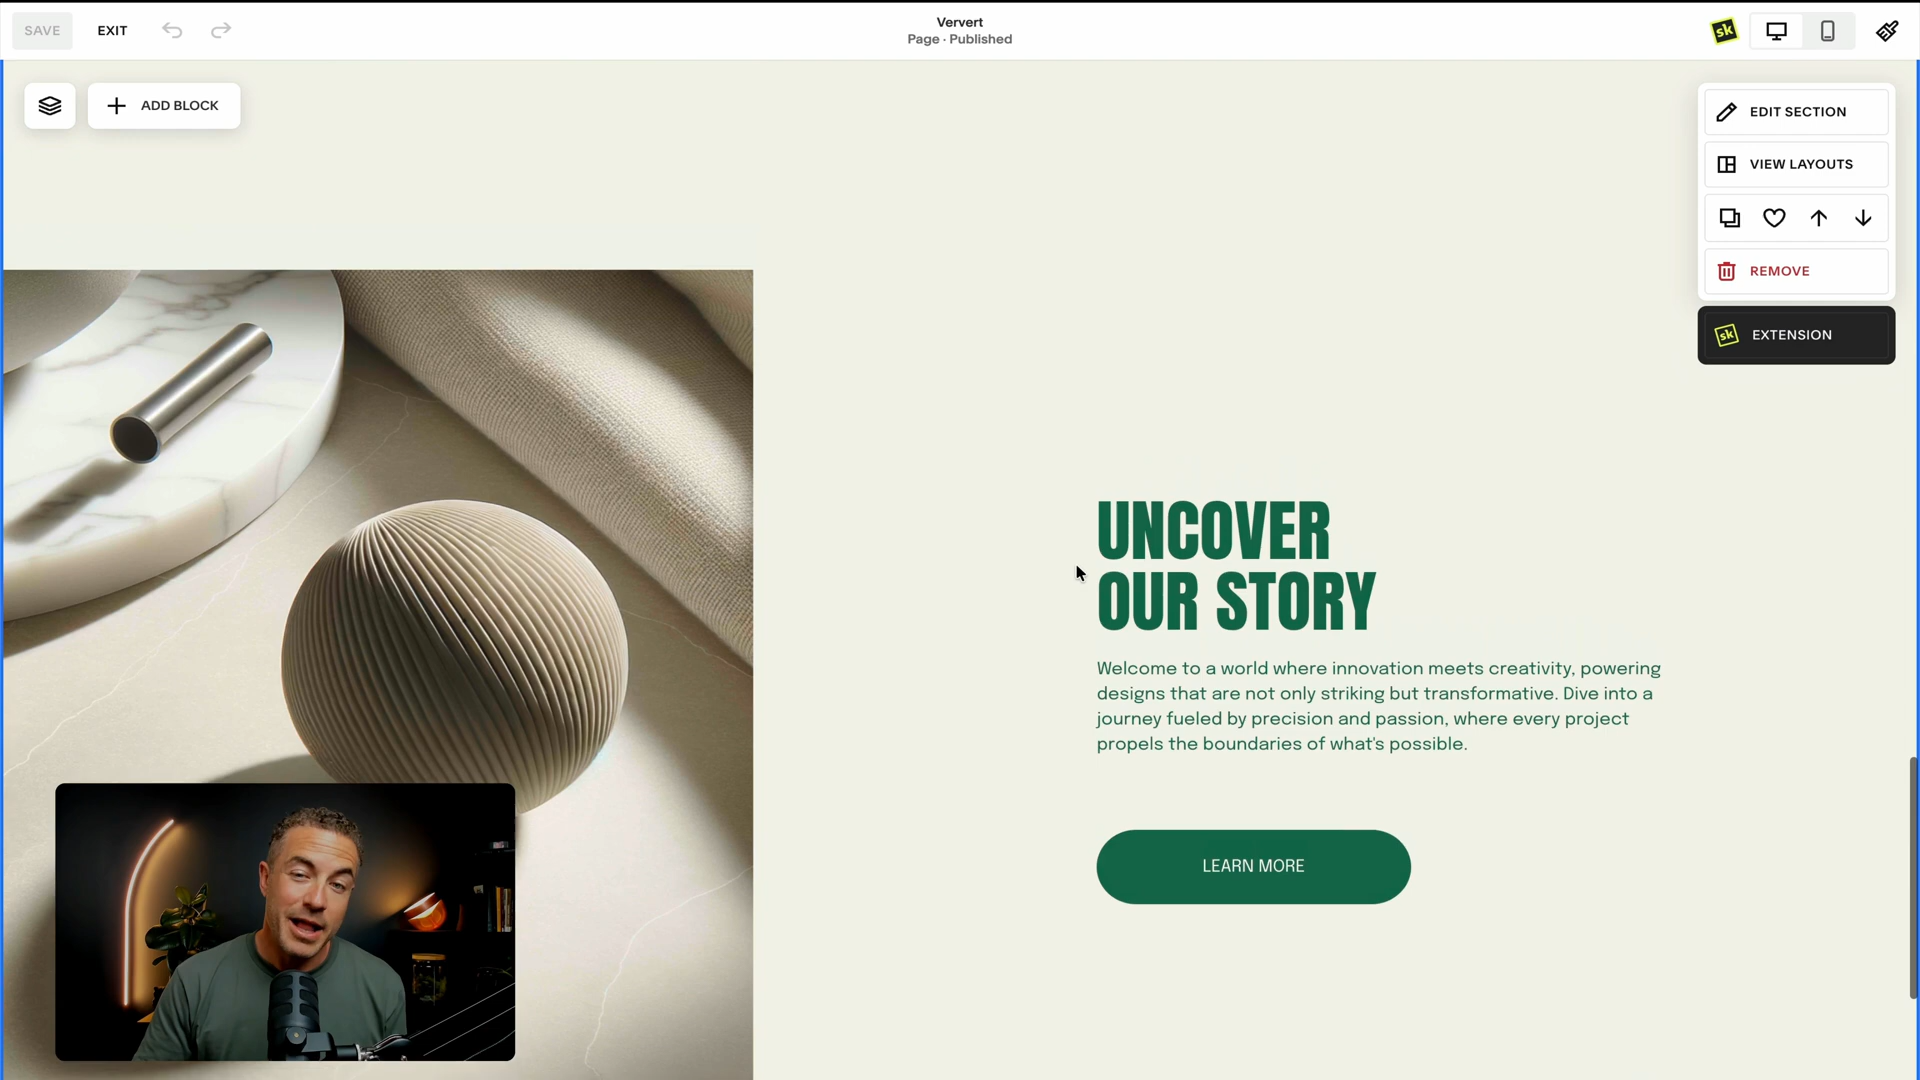 SAVE
EXIT
Ververt
Page · Published
sk
ADD BLOCK
EDIT SECTION
VIEW LAYOUTS
REMOVE
sk EXTENSION
UNCOVER
OUR STORY
Welcome to a world where innovation meets creativity, powering
designs that are not only striking but transformative. Dive into a
journey fueled by precision and passion, where every project
propels the boundaries of what's possible.
LEARN MORE